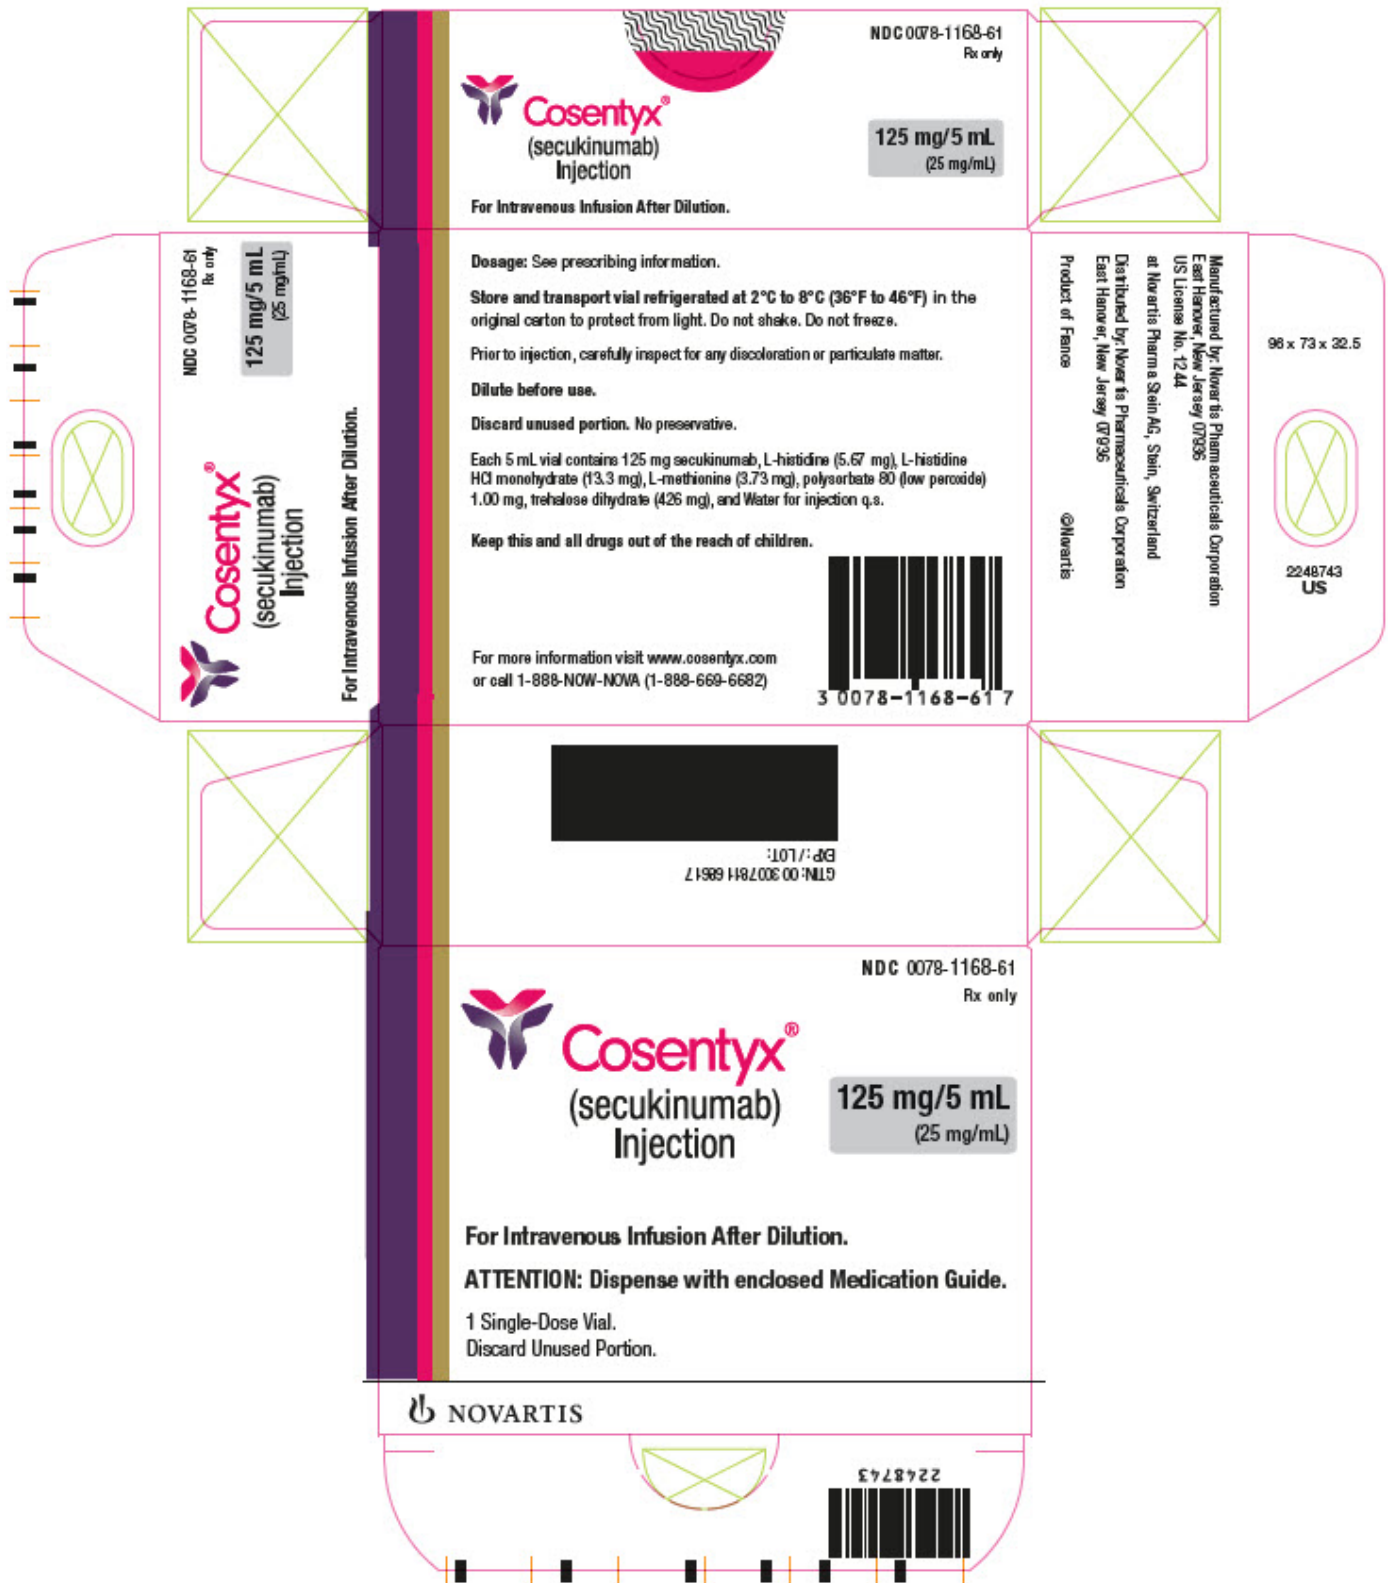 NDC 0078-1168-61
Rx only
Cosentyx®
(secukinumab)
Injection
125 mg/5 mL
(25 mg/mL)
For Intravenous Infusion After Dilution.
NDC 0078-1168-61
Rx only
125 mg/5 mL
(25 mg/mL)
Cosentyx®
(secukinumab)
Injection
For Intravenous Infusion After Dilution.
Dosage: See prescribing information.
Store and transport vial refrigerated at 2°C to 8°C (36°F to 46°F) in the
original carton to protect from light. Do not shake. Do not freeze.
Prior to injection, carefully inspect for any discoloration or particulate matter.
Dilute before use.
Discard unused portion. No preservative.
Each 5 mL vial contains 125 mg secukinumab, L-histidine (5.67 mg), L-histidine
HCl monohydrate (13.3 mg), L-methionine (3.73 mg), polysorbate 80 (low peroxide)
1.00 mg, trehalose dihydrate (426 mg), and Water for injection q.s.
Keep this and all drugs out of the reach of children.
For more information visit www.cosentyx.com
or call 1-888-NOW-NOVA (1-888-669-6682)
3 0078-1168-61 7
Manufactured by: Novartis Pharmaceuticals Corporation
East Hanover, New Jersey 07936
US License No. 1244
at Novartis Pharma Stein AG, Stein, Switzerland
Distributed by: Novartis Pharmaceuticals Corporation
East Hanover, New Jersey 07936
Product of France ©Novartis
96 x 73 x 32.5
2248743
US
GTIN: 00300781168617
EXP: / LOT:
NDC 0078-1168-61
Rx only
Cosentyx®
(secukinumab)
Injection
125 mg/5 mL
(25 mg/mL)
For Intravenous Infusion After Dilution.
ATTENTION: Dispense with enclosed Medication Guide.
1 Single-Dose Vial.
Discard Unused Portion.
NOVARTIS
2248743